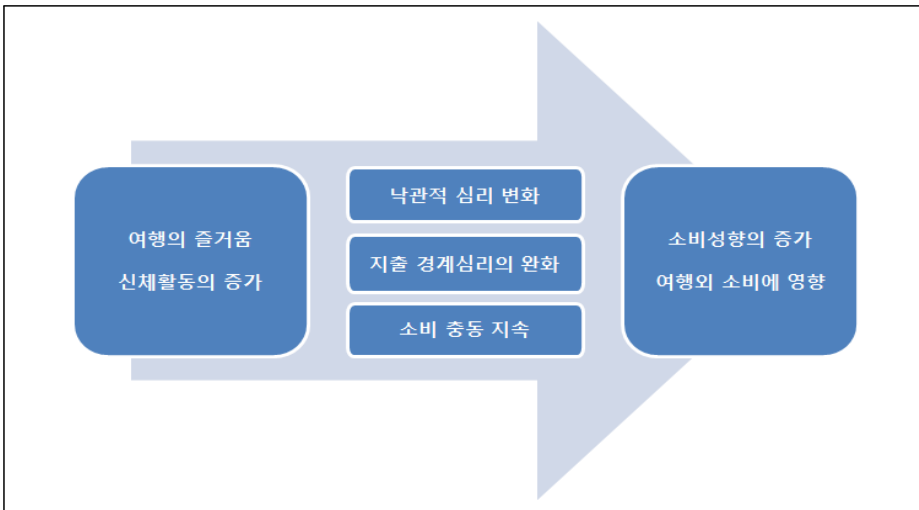 여행의 즐거움
신체활동의 증가
낙관적 심리 변화
지출 경계심리의 완화
소비 충동 지속
소비성향의 증가
여행외 소비에 영향